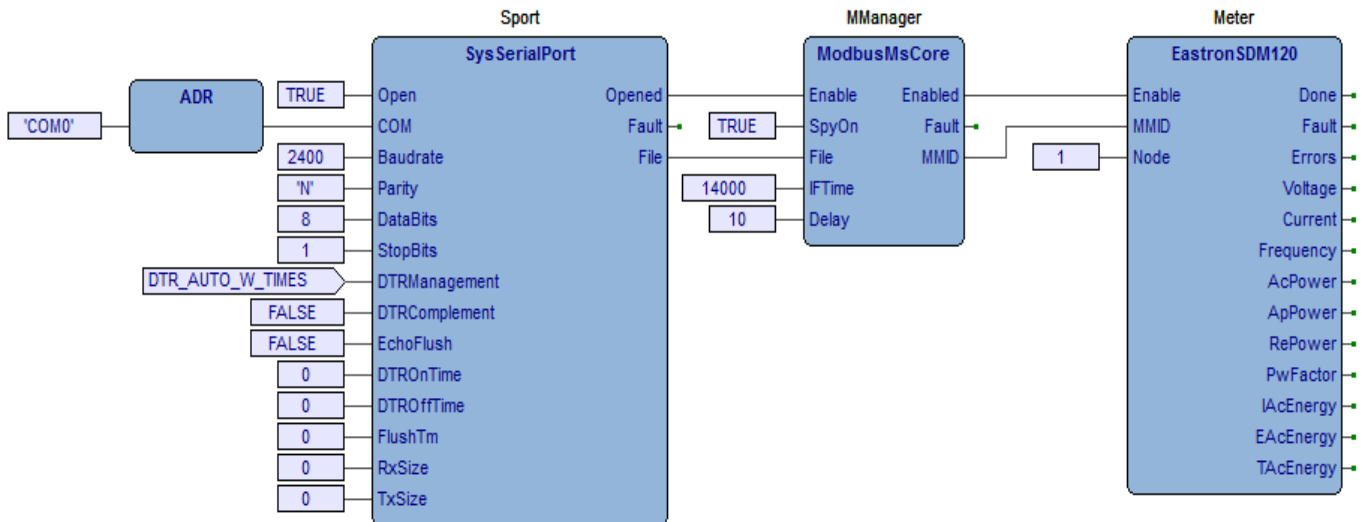 Sport MManager Meter
SysSerialPort ModbusMsCore EastronSDM120
ADR
TRUE Open Opened Enable Enabled Enable Done
'COM0' COM Fault TRUE SpyOn Fault MMID Fault
2400 Baudrate File File MMID 1 Node Errors
'N' Parity 14000 IFTime Voltage
8 DataBits 10 Delay Current
1 StopBits Frequency
DTR_AUTO_W_TIMES DTRManagement AcPower
FALSE DTRComplement ApPower
FALSE EchoFlush RePower
0 DTROnTime PwFactor
0 DTROffTime IAcEnergy
0 FlushTm EAcEnergy
0 RxSize TAcEnergy
0 TxSize